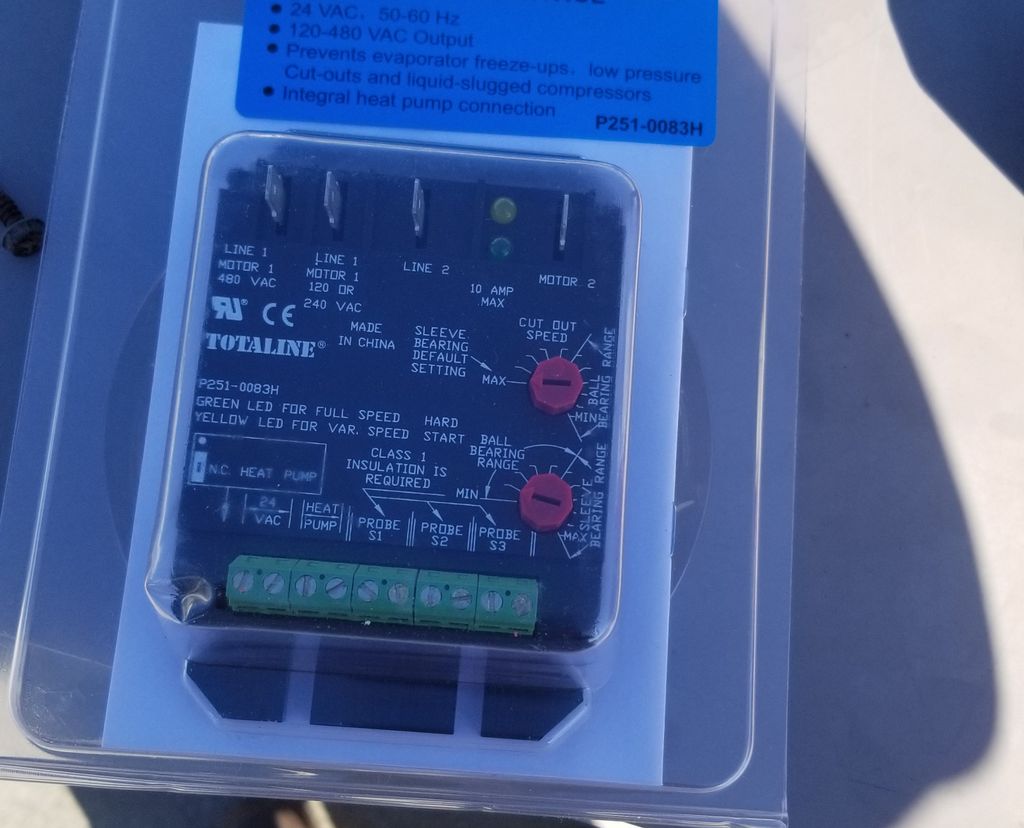 • 24 VAC, 50-60 Hz
• 120-480 VAC Output
• Prevents evaporator freeze-ups, low pressure
Cut-outs and liquid-slugged compressors
• Integral heat pump connection
P251-0083H
LINE 1
MOTOR 1
480 VAC
LINE 1
MOTOR 1
120 OR
240 VAC
LINE 2
10 AMP
MAX
MOTOR 2
RU® CE
TOTALINE®
MADE
IN CHINA
SLEEVE
BEARING
DEFAULT
SETTING
CUT OUT
SPEED
MAX
MIN
BALL
BEARING RANGE
P251-0083H
GREEN LED FOR FULL SPEED
YELLOW LED FOR VAR. SPEED
HARD
START
BALL
BEARING
RANGE
MIN
MAX
SLEEVE
BEARING RANGE
CLASS 1
INSULATION IS
REQUIRED
N.C. HEAT PUMP
24
VAC
HEAT
PUMP
PROBE
S1
PROBE
S2
PROBE
S3